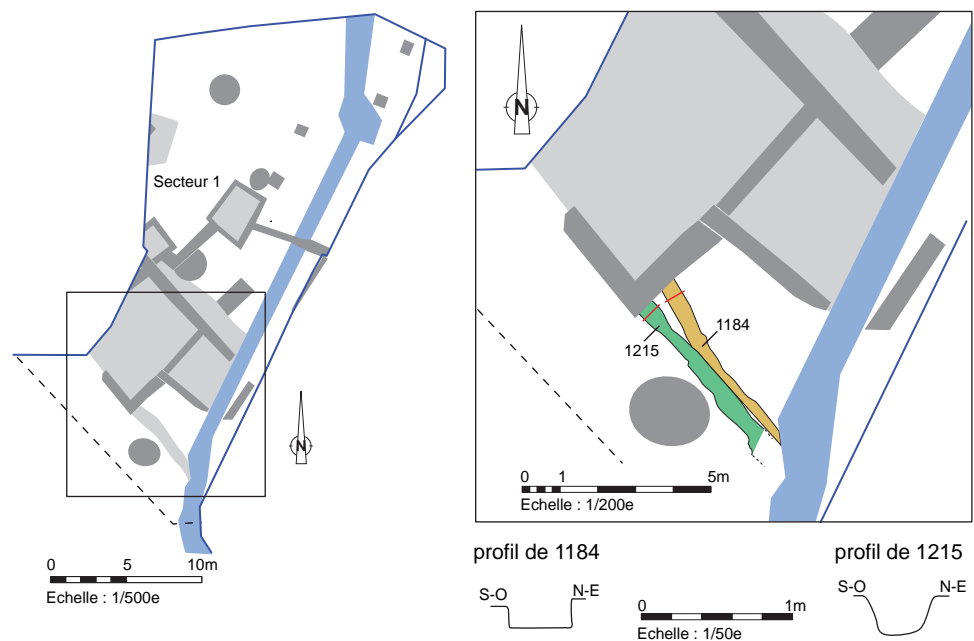 Secteur 1
N
0 5 10m
Echelle : 1/500e
N
1184
1215
0 1 5m
Echelle : 1/200e
profil de 1184
S-O N-E
0 1m
Echelle : 1/50e
profil de 1215
S-O N-E